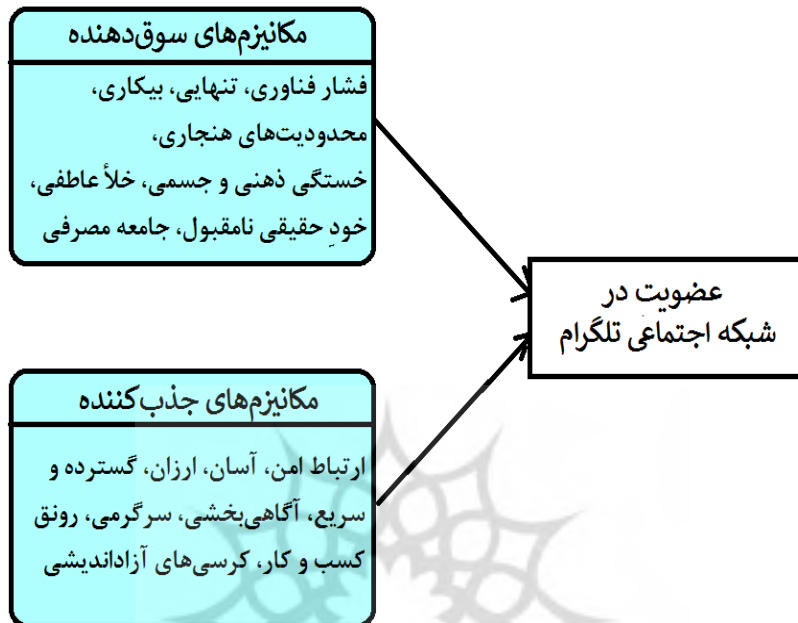 مکانیزم‌های سوق‌دهنده
فشار فناوری، تنهایی، بیکاری،
محدودیت‌های هنجاری،
خستگی ذهنی و جسمی، خلأ عاطفی،
خودِ حقیقی نامقبول، جامعه مصرفی
عضویت در
شبکه اجتماعی تلگرام
مکانیزم‌های جذب‌کننده
ارتباط امن، آسان، ارزان، گسترده و
سریع، آگاهی‌بخشی، سرگرمی، رونق
کسب و کار، کرسی‌های آزاداندیشی